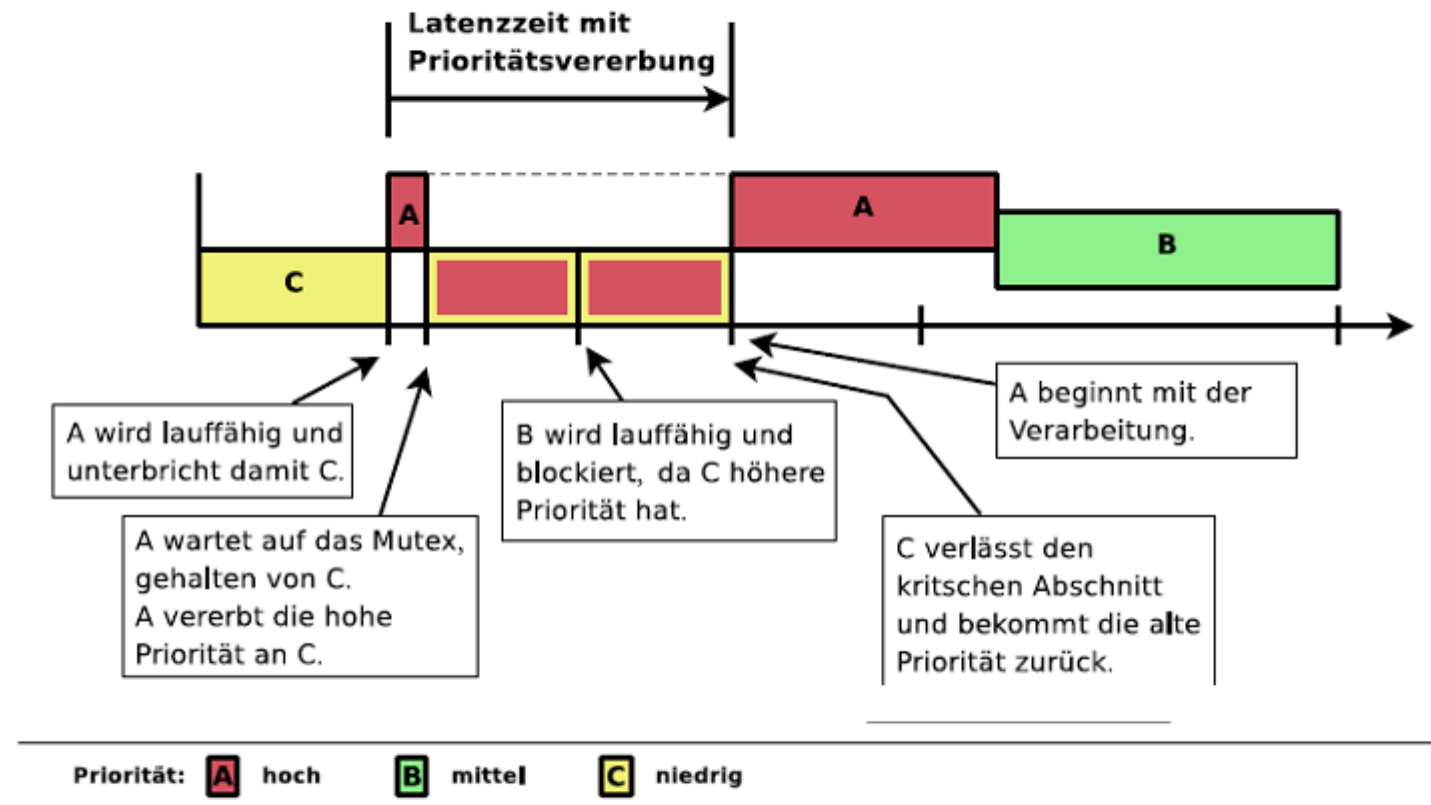 Latenzzeit mit
Prioritätsvererbung
A
A
B
C
A wird lauffähig und
unterbricht damit C.
A wartet auf das Mutex,
gehalten von C.
A vererbt die hohe
Priorität an C.
B wird lauffähig und
blockiert, da C höhere
Priorität hat.
A beginnt mit der
Verarbeitung.
C verlässt den
kritschen Abschnitt
und bekommt die alte
Priorität zurück.
Priorität: A hoch B mittel C niedrig